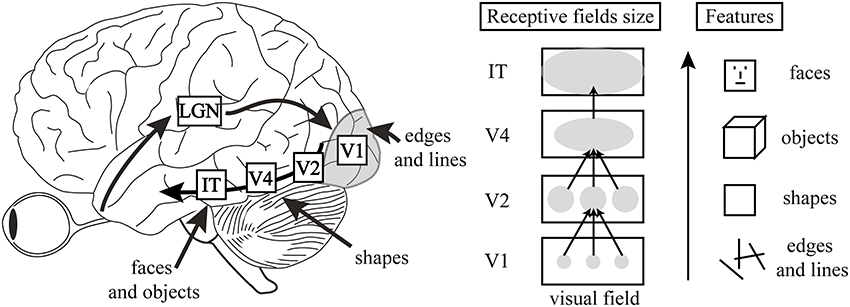 LGN
V1
V2
V4
IT
edges
and lines
shapes
faces
and objects
Receptive fields size
Features
IT
V4
V2
V1
visual field
faces
objects
shapes
edges
and lines